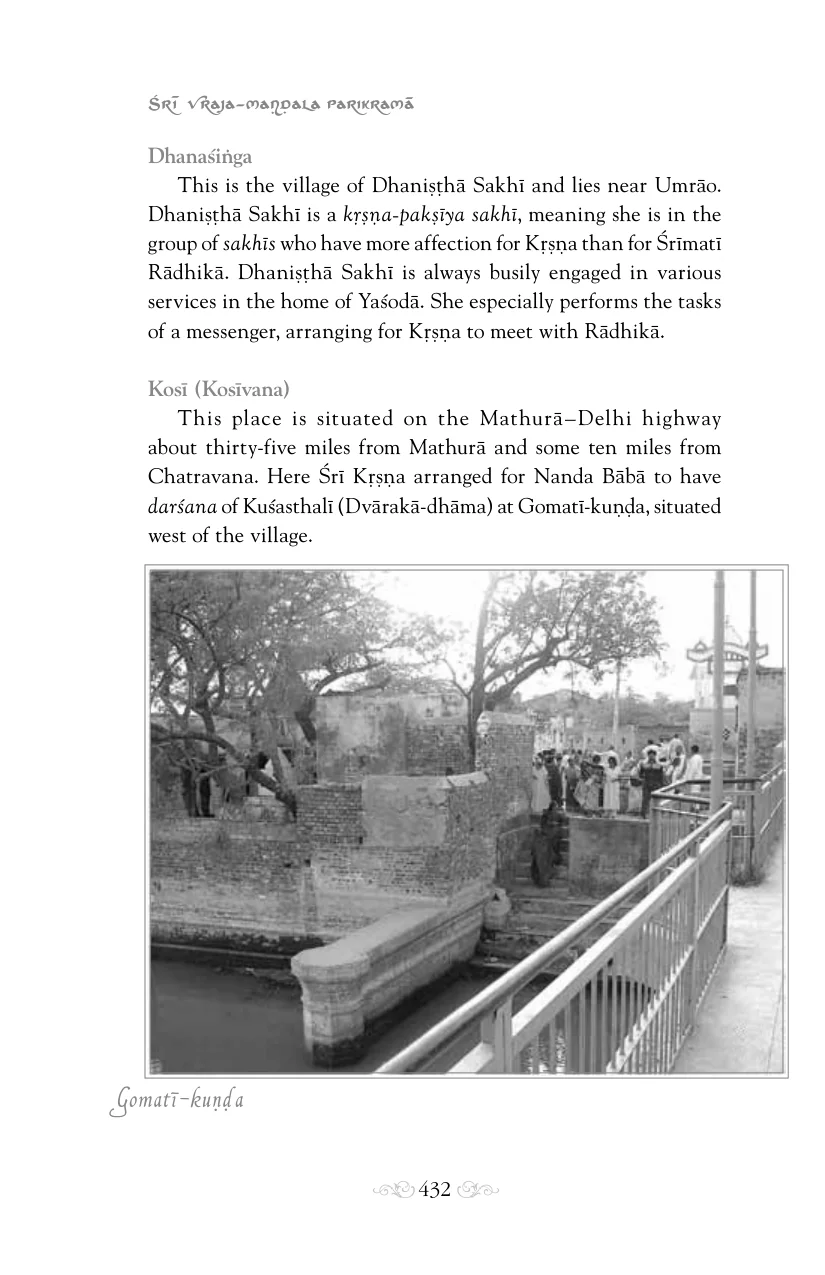 Śrī Vraja-maṇḍala Parikramā
Dhanaśiṅga
This is the village of Dhaniṣṭhā Sakhī and lies near Umrāo.
Dhaniṣṭhā Sakhī is a kṛṣṇa-pakṣīya sakhī, meaning she is in the
group of sakhīs who have more affection for Kṛṣṇa than for Śrīmatī
Rādhikā. Dhaniṣṭhā Sakhī is always busily engaged in various
services in the home of Yaśodā. She especially performs the tasks
of a messenger, arranging for Kṛṣṇa to meet with Rādhikā.
Kosī (Kosīvana)
This place is situated on the Mathurā–Delhi highway
about thirty-five miles from Mathurā and some ten miles from
Chatravana. Here Śrī Kṛṣṇa arranged for Nanda Bābā to have
darśana of Kuśasthalī (Dvārakā-dhāma) at Gomatī-kuṇḍa, situated
west of the village.
Gomatī-kuṇḍa
432